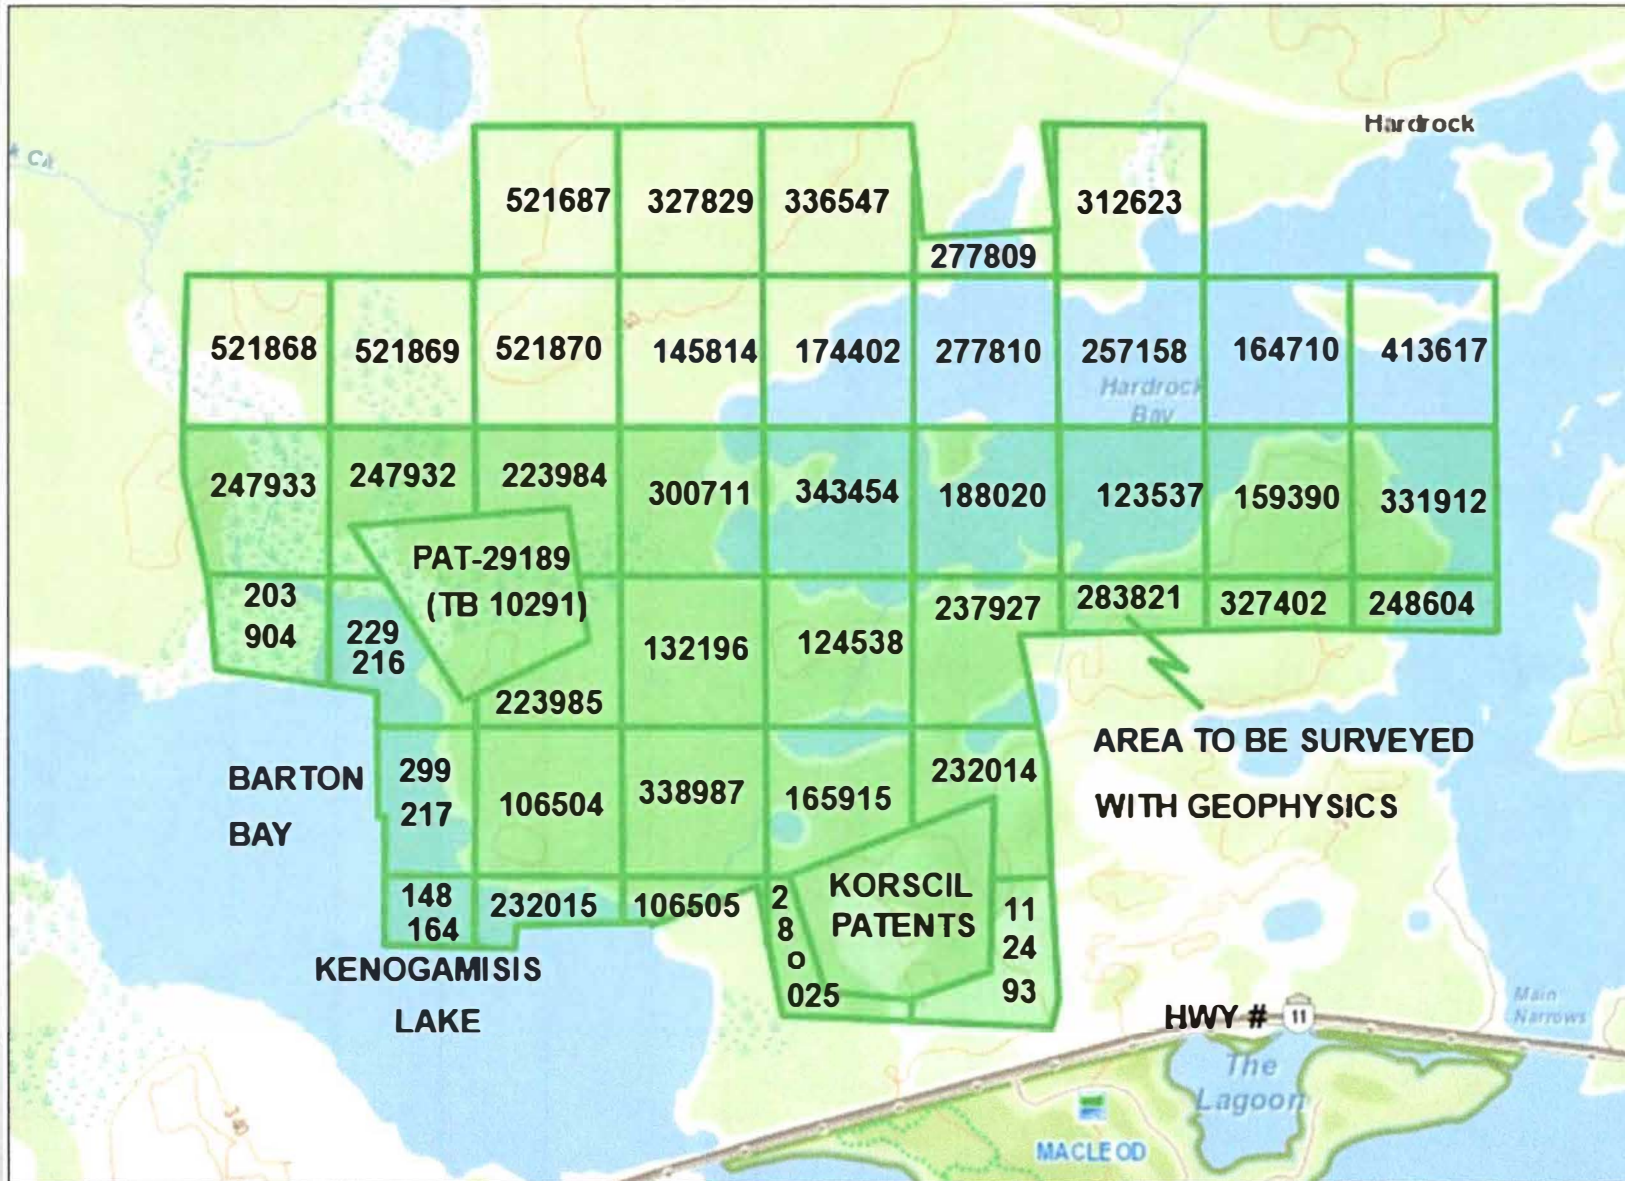 Hardrock
521687 327829 336547 312623
277809
521868 521869 521870 145814 174402 277810 257158 164710 413617
Hardrock
Bay
247933 247932 223984 300711 343454 188020 123537 159390 331912
PAT-29189
(TB 10291)
203
904
229
216
223985
132196 124538 237927 283821 327402 248604
AREA TO BE SURVEYED
WITH GEOPHYSICS
BARTON
BAY
299
217
106504 338987 165915 232014
148
164
232015 106505
2
8
o
025
KORSCIL
PATENTS
11
24
93
KENOGAMISIS
LAKE
HWY # 11
Main
Narrows
The
Lagoon
MACLEOD